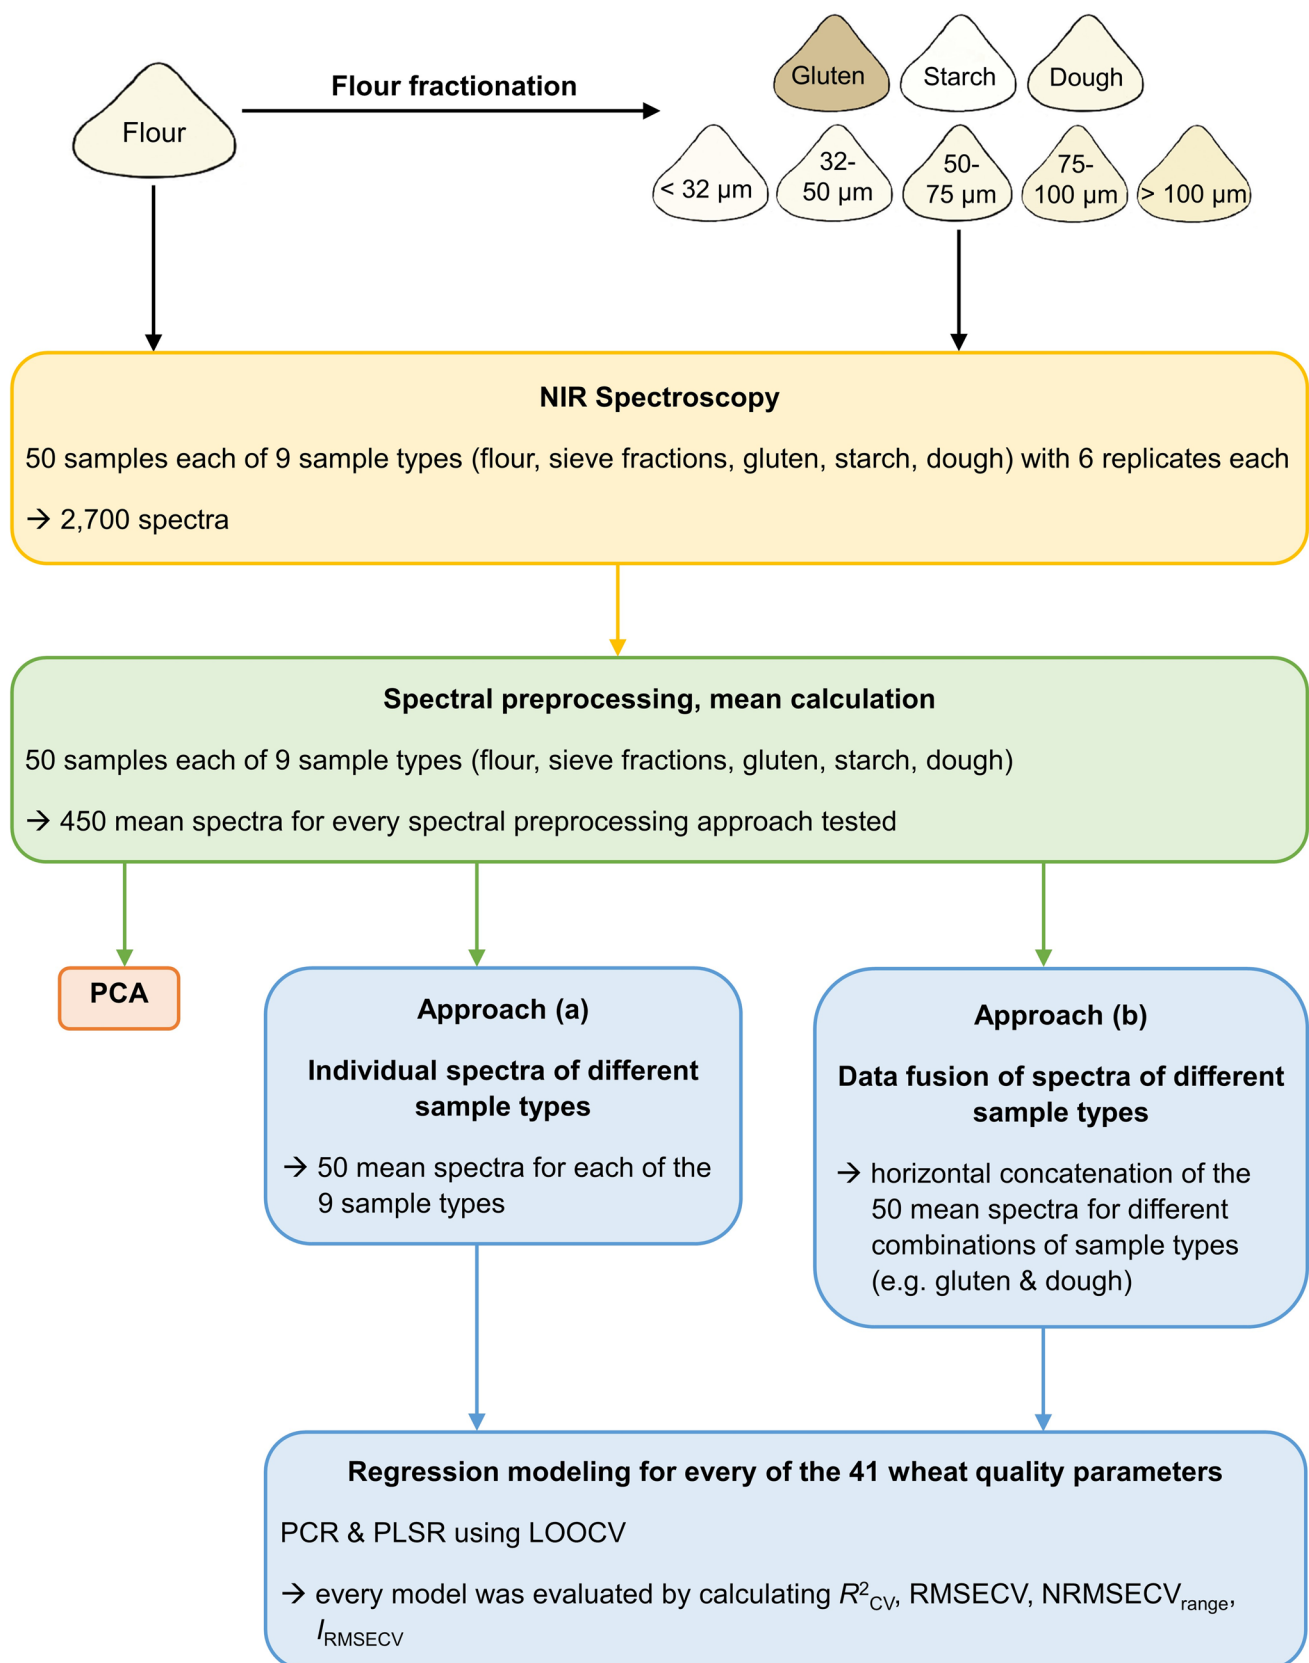 Flour
Flour fractionation
Gluten
Starch
Dough
< 32 µm
32-
50 µm
50-
75 µm
75-
100 µm
> 100 µm
NIR Spectroscopy
50 samples each of 9 sample types (flour, sieve fractions, gluten, starch, dough) with 6 replicates each
→ 2,700 spectra
Spectral preprocessing, mean calculation
50 samples each of 9 sample types (flour, sieve fractions, gluten, starch, dough)
→ 450 mean spectra for every spectral preprocessing approach tested
PCA
Approach (a)
Individual spectra of different
sample types
→ 50 mean spectra for each of the
9 sample types
Approach (b)
Data fusion of spectra of different
sample types
→ horizontal concatenation of the
50 mean spectra for different
combinations of sample types
(e.g. gluten & dough)
Regression modeling for every of the 41 wheat quality parameters
PCR & PLSR using LOOCV
→ every model was evaluated by calculating R²CV, RMSECV, NRMSECVrange,
IRMSECV